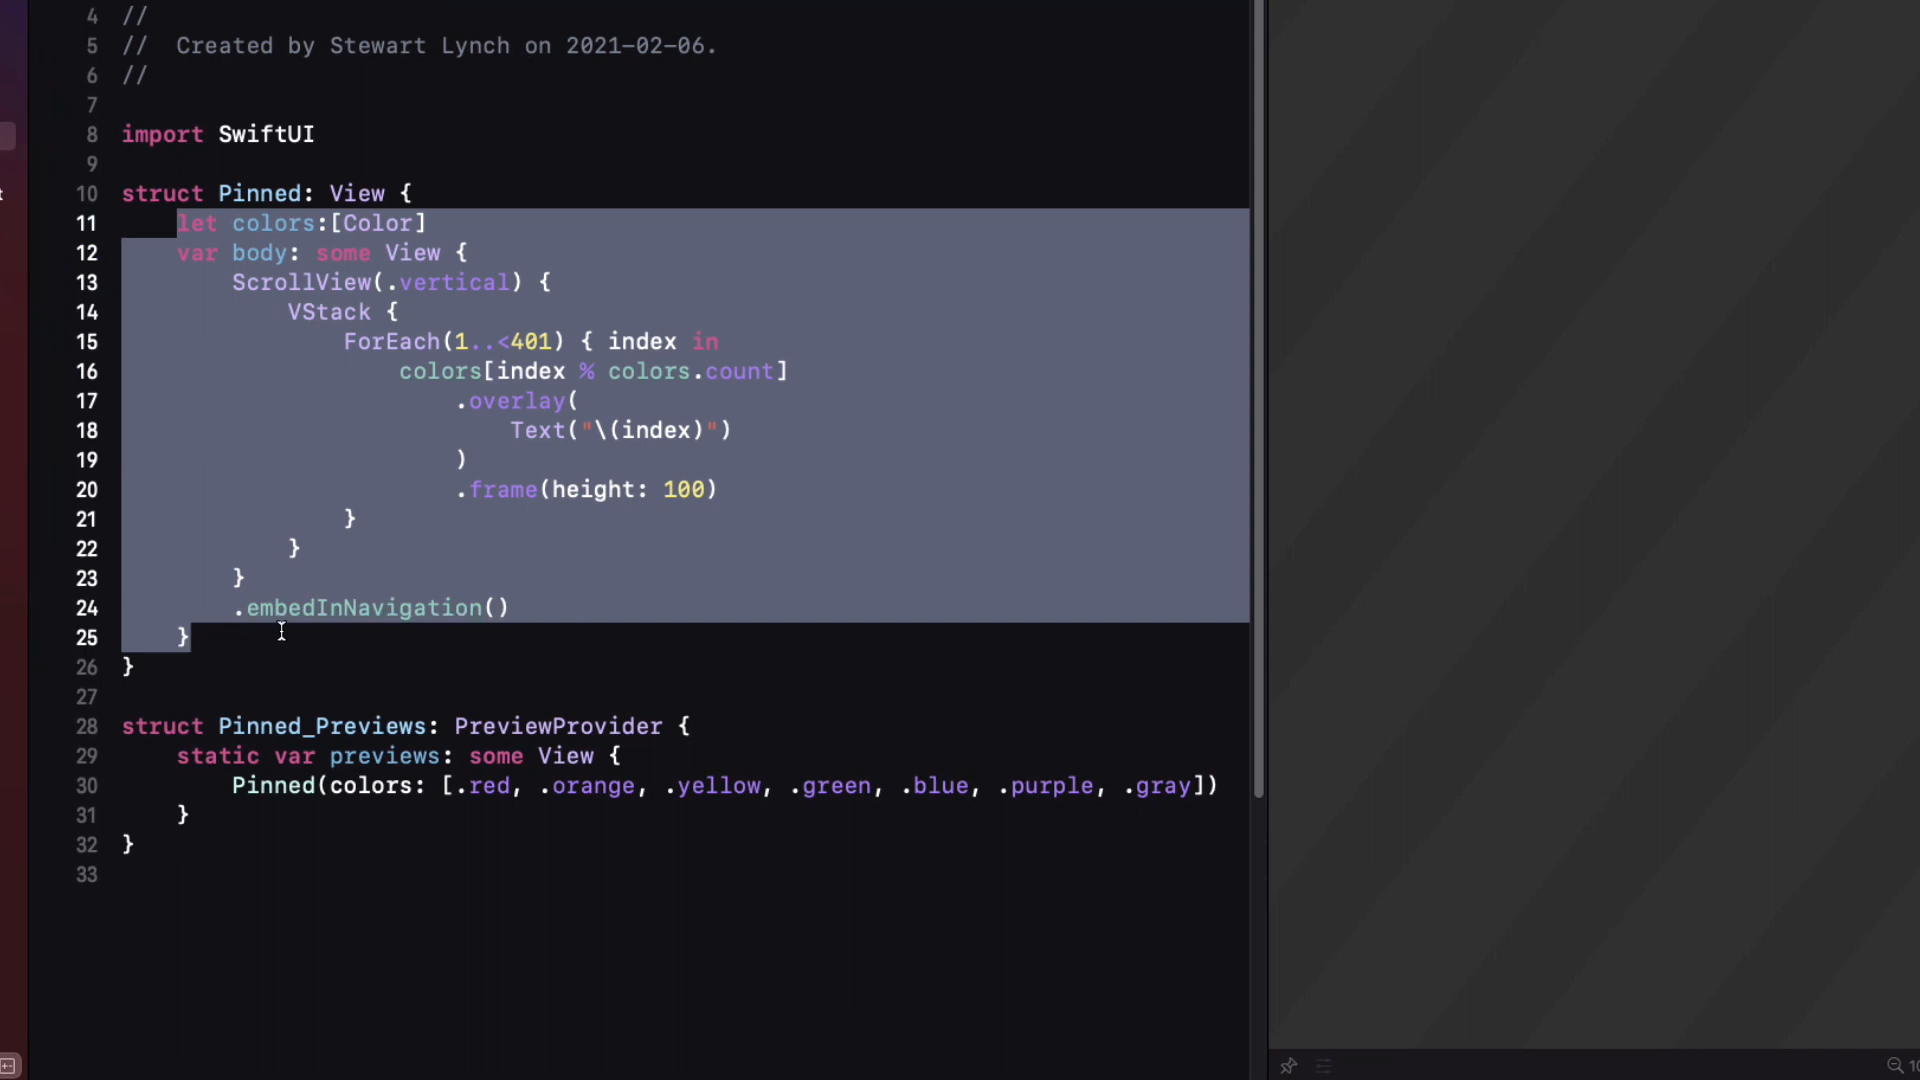 4 //
5 //  Created by Stewart Lynch on 2021-02-06.
6 //
7
8 import SwiftUI
9
10 struct Pinned: View {
11     let colors:[Color]
12     var body: some View {
13         ScrollView(.vertical) {
14             VStack {
15                 ForEach(1..<401) { index in
16                     colors[index % colors.count]
17                         .overlay(
18                             Text("\(index)")
19                         )
20                         .frame(height: 100)
21                 }
22             }
23         }
24         .embedInNavigation()
25     }
26 }
27
28 struct Pinned_Previews: PreviewProvider {
29     static var previews: some View {
30         Pinned(colors: [.red, .orange, .yellow, .green, .blue, .purple, .gray])
31     }
32 }
33